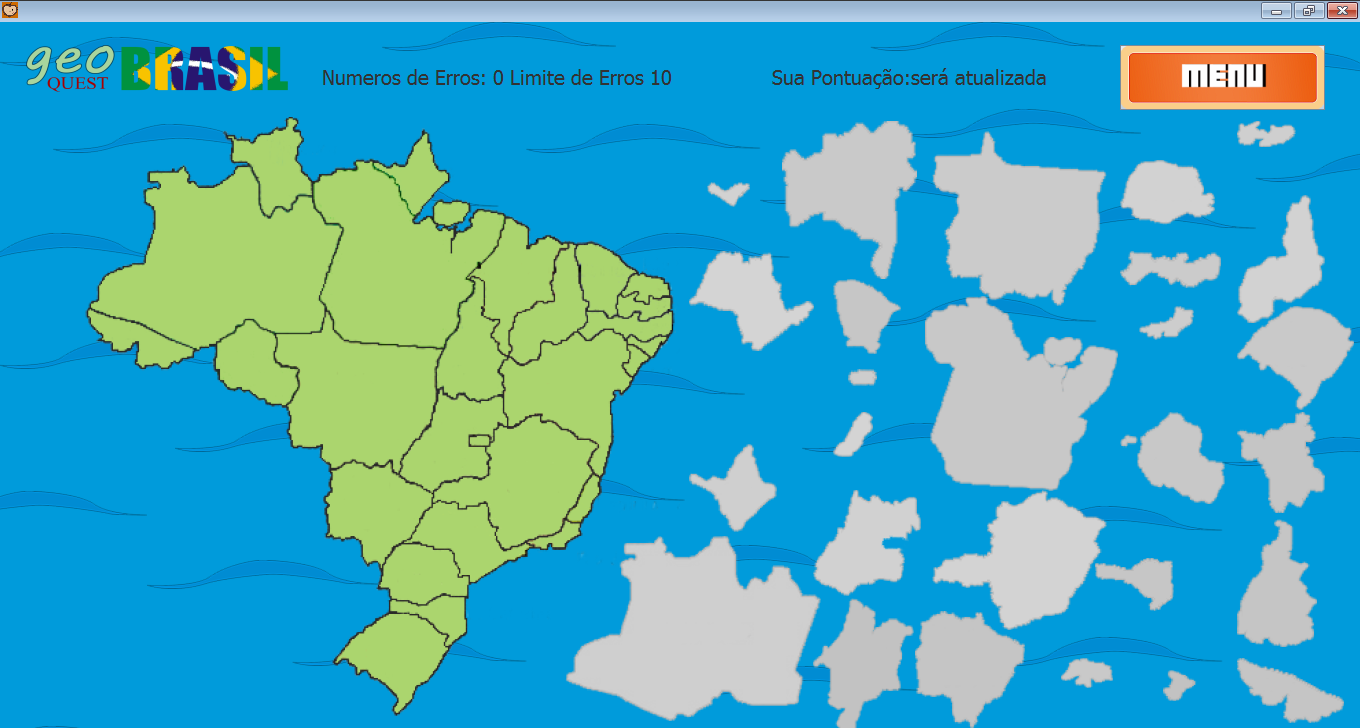 geo
QUEST BRASIL
Numeros de Erros: 0 Limite de Erros 10
Sua Pontuação:será atualizada
MENU